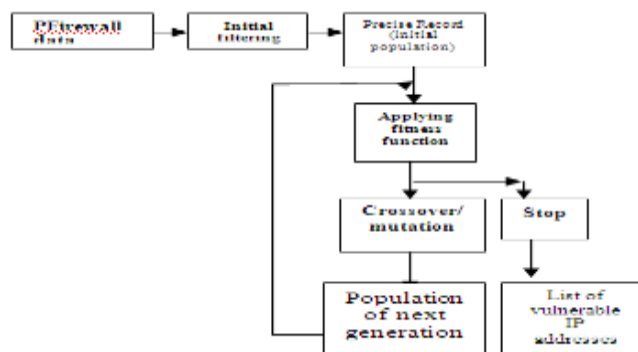 PFirewall
data
Initial
filtering
Precise Record
(initial
population)
Applying
fitness
function
Crossover/
mutation
Stop
Population
of next
generation
List of
vulnerable
IP
addresses